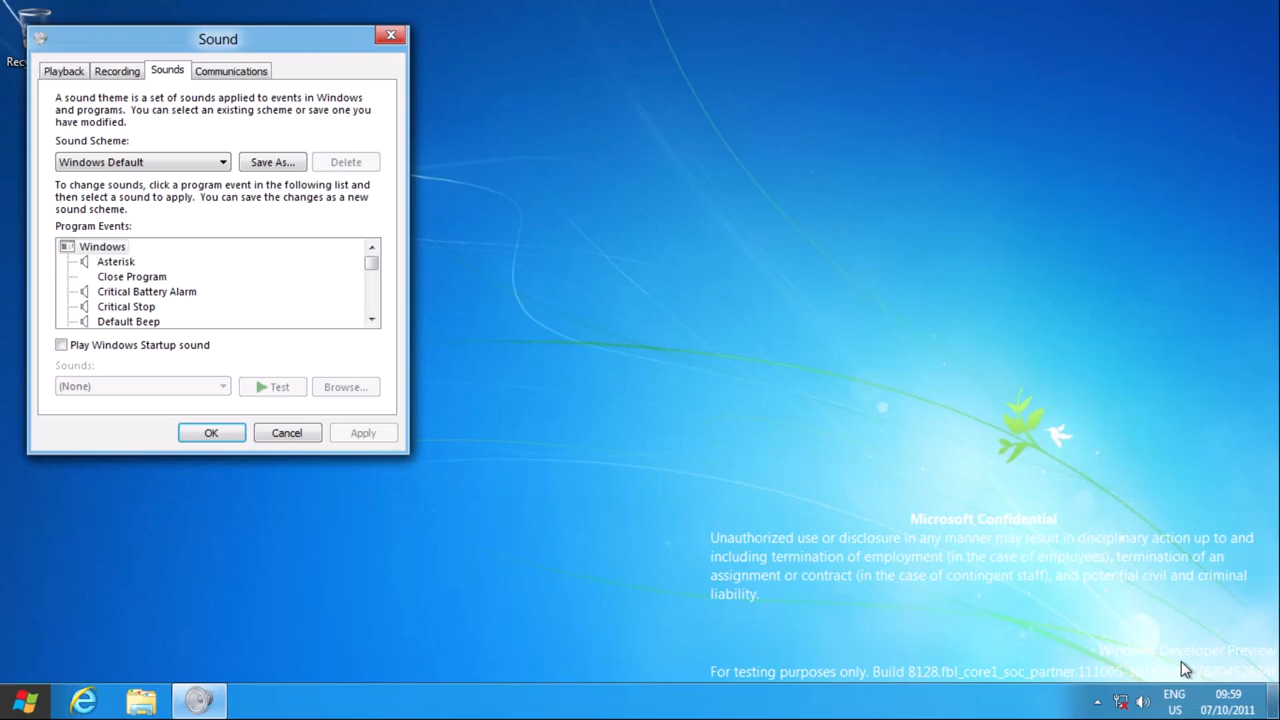 Rec
Sound
Playback
Recording
Sounds
Communications
A sound theme is a set of sounds applied to events in Windows
and programs. You can select an existing scheme or save one you
have modified.
Sound Scheme:
Windows Default
Save As...
Delete
To change sounds, click a program event in the following list and
then select a sound to apply. You can save the changes as a new
sound scheme.
Program Events:
Windows
Asterisk
Close Program
Critical Battery Alarm
Critical Stop
Default Beep
Play Windows Startup sound
Sounds:
(None)
Test
Browse...
OK
Cancel
Apply
Microsoft Confidential
Unauthorized use or disclosure in any manner may result in disciplinary action up to and
including termination of employment (in the case of employees), termination of an
assignment or contract (in the case of contingent staff), and potential civil and criminal
liability.
Windows Developer Preview
For testing purposes only. Build 8128.fbl_core1_soc_partner.111005
ENG
US
09:59
07/10/2011